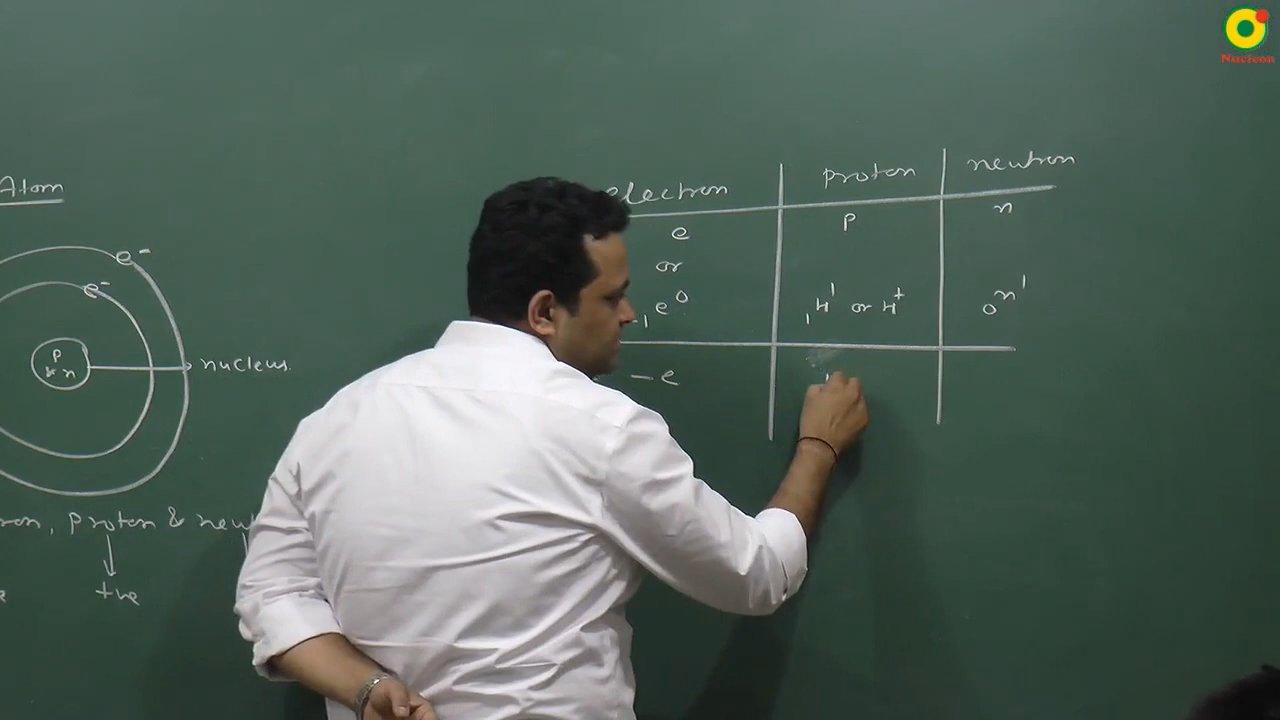 Nucleon
Atom
e⁻
e⁻
P
& n
nucleus
proton & neu
+ve
electron proton neutron
e P n
or
₋₁e⁰ ₁H¹ or H⁺ ₀n¹
– e